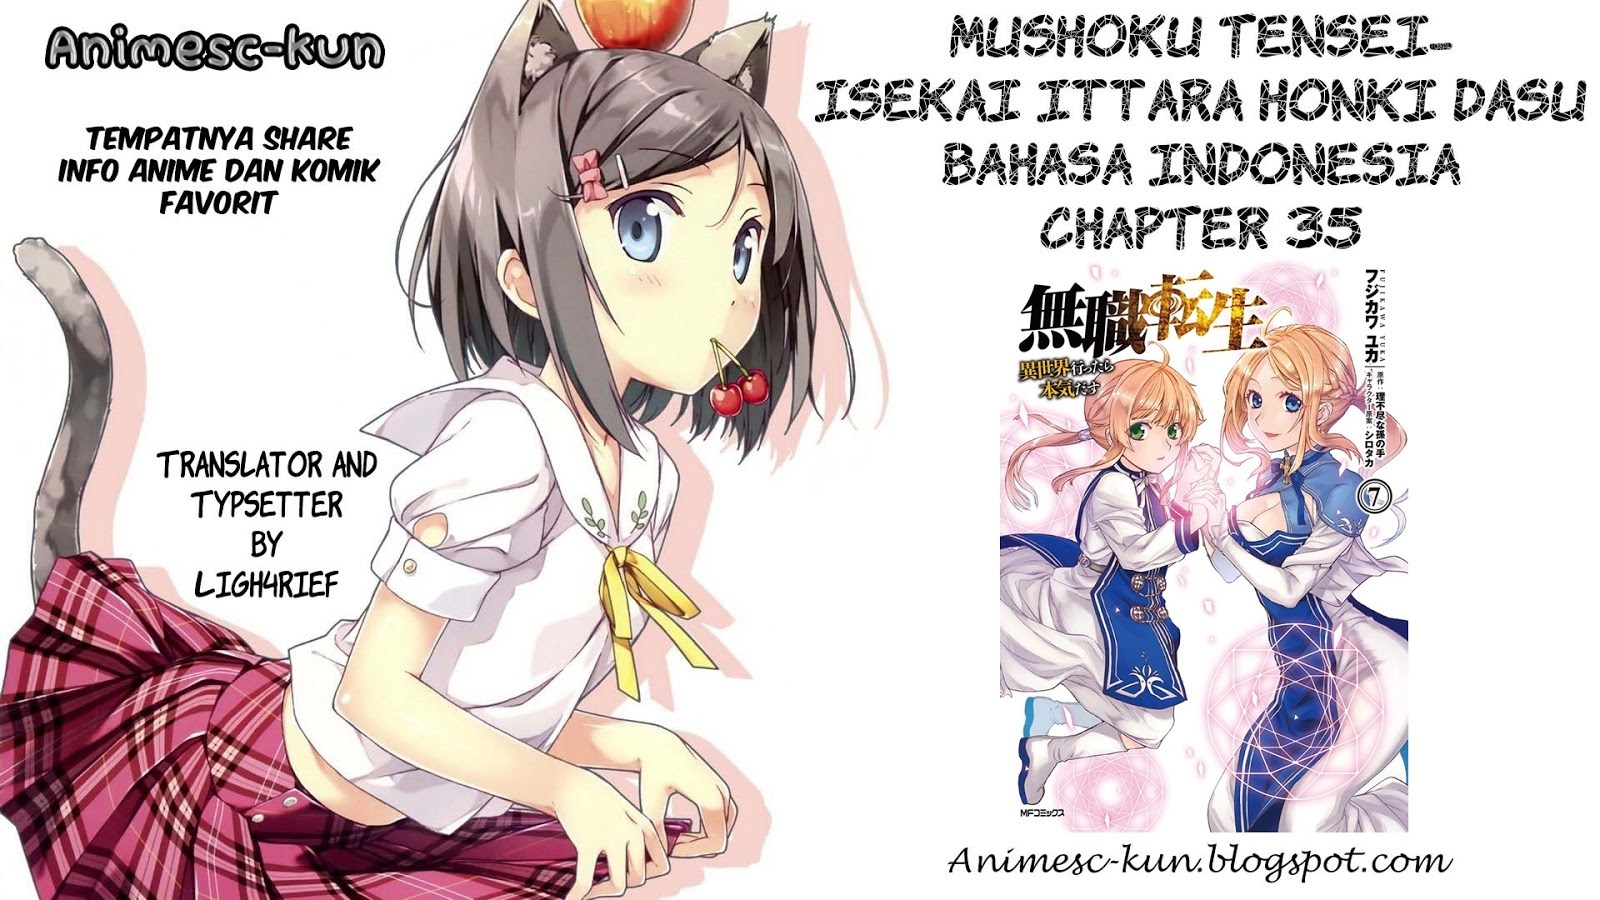 Animesc-kun
TEMPATNYA SHARE
INFO ANIME DAN KOMIK
FAVORIT
TRANSLATOR AND
TYPSETTER
BY
LIGH4RIEF
MUSHOKU TENSEI-
ISEKAI ITTARA HONKI DASU
BAHASA INDONESIA
CHAPTER 35
無職転生
異世界行ったら
本気だす
フジカワ ユカ
FUJIKAWA YUKA
原作:理不尽な孫の手
キャラクター原案:シロタカ
7
MFコミックス
Animesc-kun.blogspot.com